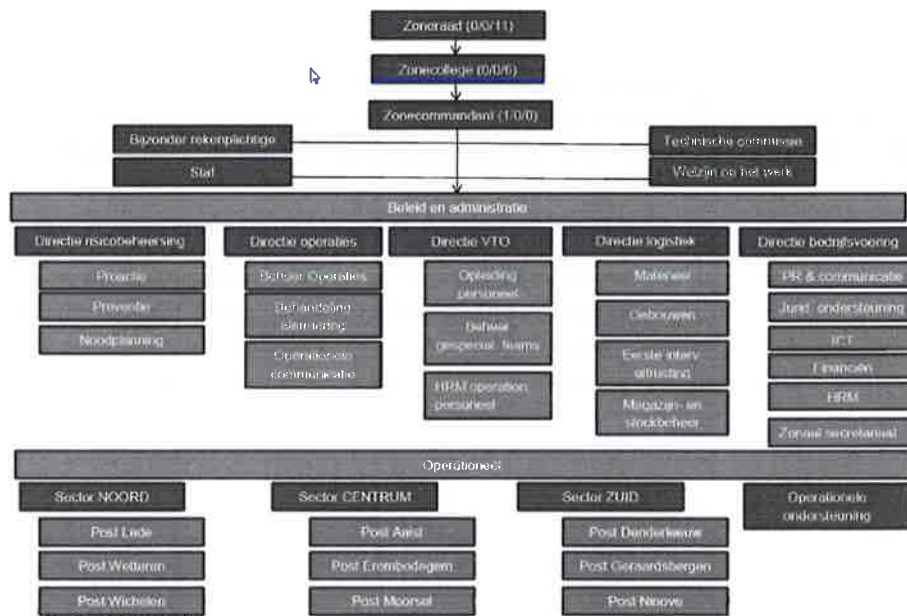 Zoneraad (0/0/11)
Zonecollege (0/0/6)
Zonecommandant (1/0/0)
Bijzonder rekenplichtige
Technische commissie
Staf
Welzijn op het werk
Beleid en administratie
Directie risicobeheersing
Directie operaties
Directie VTO
Directie logistiek
Directie bedrijfsvoering
Proactie
Preventie
Noodplanning
Beheer Operaties
Behandeling
alarmering
Operationele
communicatie
Opleiding
personeel
Beheer
gespecial. teams
HRM operation.
personeel
Materieel
Gebouwen
Eerste interv.
uitrusting
Magazijn- en
stockbeheer
PR & communicatie
Jurid. ondersteuning
ICT
Financiën
HRM
Zonaal secretariaat
Operationeel
Sector NOORD
Sector CENTRUM
Sector ZUID
Operationele
ondersteuning
Post Lede
Post Wetteren
Post Wichelen
Post Aalst
Post Erembodegem
Post Moorsel
Post Denderleeuw
Post Geraardsbergen
Post Ninove